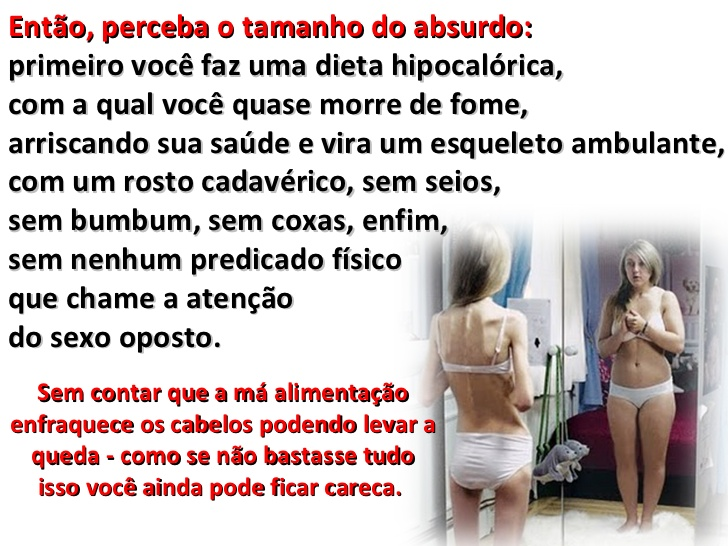 Então, perceba o tamanho do absurdo:
primeiro você faz uma dieta hipocalórica,
com a qual você quase morre de fome,
arriscando sua saúde e vira um esqueleto ambulante,
com um rosto cadavérico, sem seios,
sem bumbum, sem coxas, enfim,
sem nenhum predicado físico
que chame a atenção
do sexo oposto.
Sem contar que a má alimentação
enfraquece os cabelos podendo levar a
queda - como se não bastasse tudo
isso você ainda pode ficar careca.